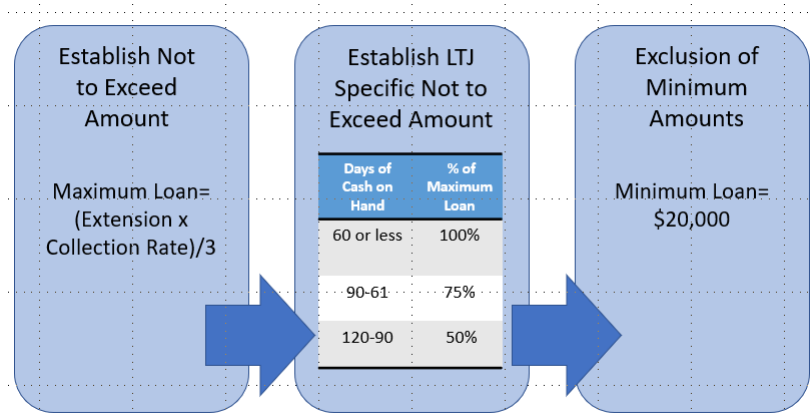 Establish Not
to Exceed
Amount
Maximum Loan=
(Extension x
Collection Rate)/3
Establish LTJ
Specific Not to
Exceed Amount
Days of
Cash on
Hand
% of
Maximum
Loan
60 or less 100%
90-61 75%
120-90 50%
Exclusion of
Minimum
Amounts
Minimum Loan=
$20,000